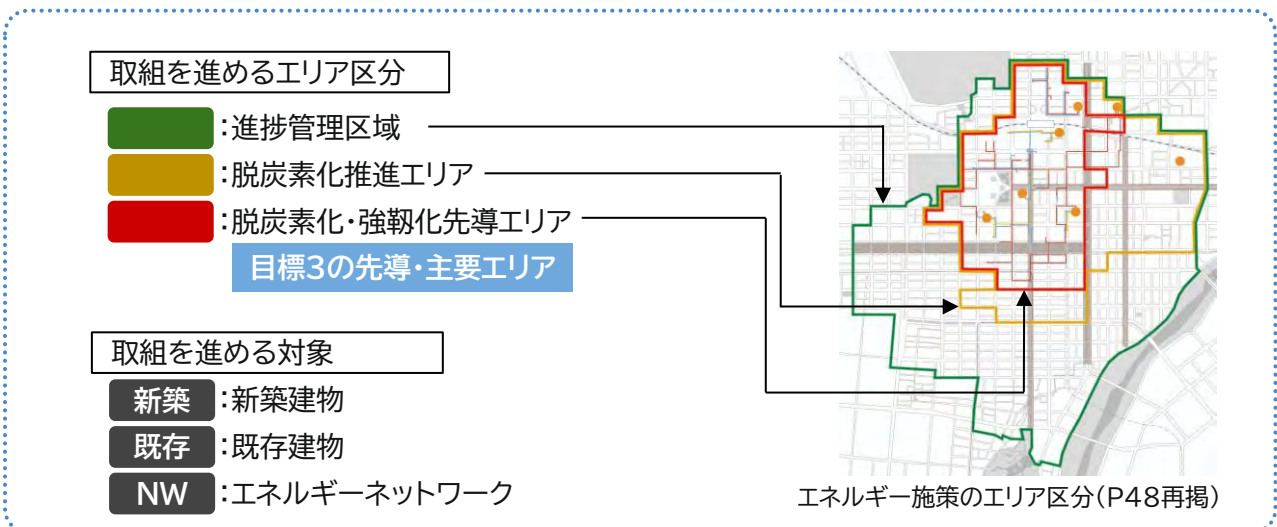 取組を進めるエリア区分
：進捗管理区域
：脱炭素化推進エリア
：脱炭素化・強靱化先導エリア
目標3の先導・主要エリア
取組を進める対象
新築：新築建物
既存：既存建物
NW：エネルギーネットワーク
エネルギー施策のエリア区分（P48再掲）